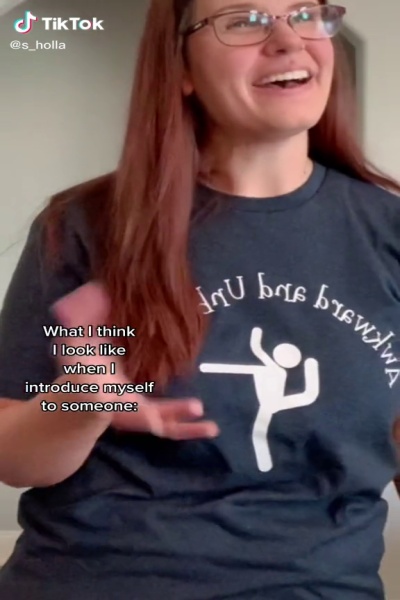 TikTok
@s_holla
Awkward and
What I think
I look like
when I
introduce myself
to someone: